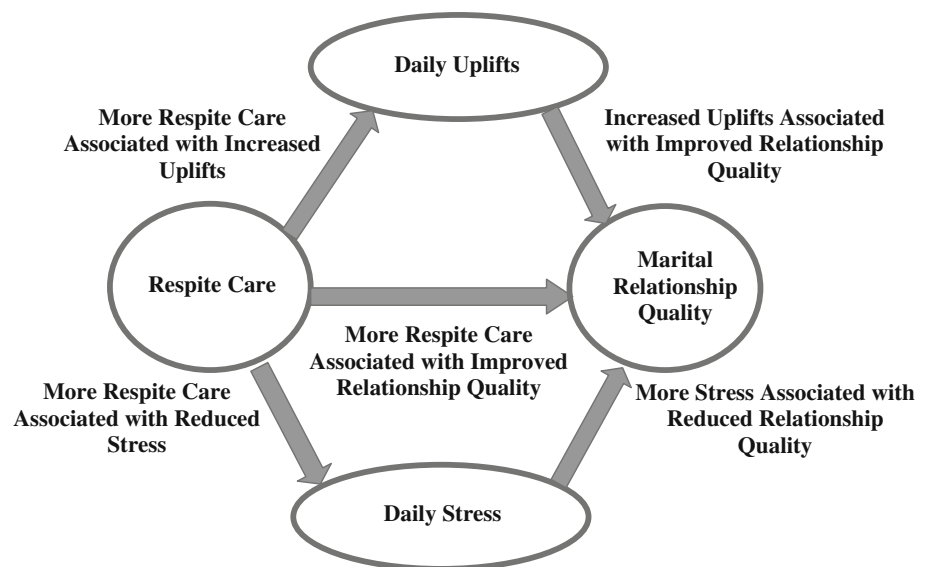 Daily Uplifts
More Respite Care
Associated with Increased
Uplifts
Increased Uplifts Associated
with Improved Relationship
Quality
Respite Care
Marital
Relationship
Quality
More Respite Care
Associated with Improved
Relationship Quality
More Respite Care
Associated with Reduced
Stress
More Stress Associated with
Reduced Relationship
Quality
Daily Stress